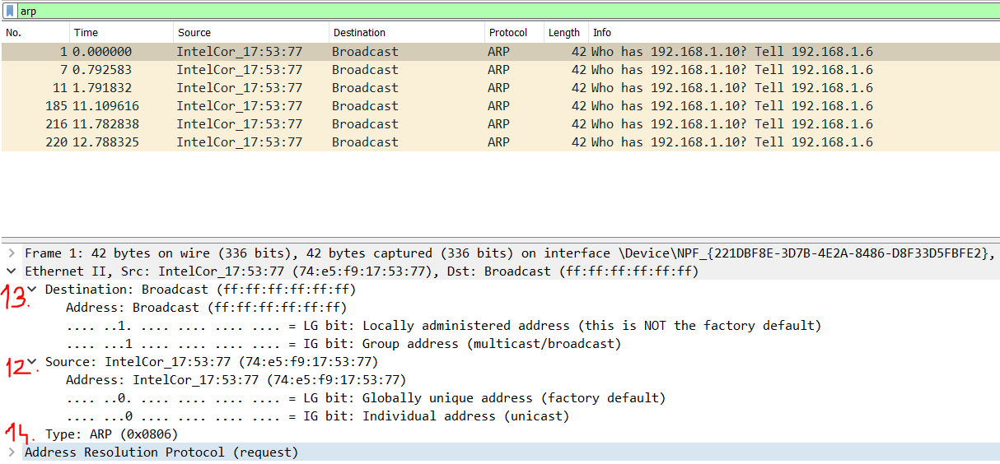 arp
No. Time Source Destination Protocol Length Info
1 0.000000 IntelCor_17:53:77 Broadcast ARP 42 Who has 192.168.1.10? Tell 192.168.1.6
7 0.792583 IntelCor_17:53:77 Broadcast ARP 42 Who has 192.168.1.10? Tell 192.168.1.6
11 1.791832 IntelCor_17:53:77 Broadcast ARP 42 Who has 192.168.1.10? Tell 192.168.1.6
185 11.109616 IntelCor_17:53:77 Broadcast ARP 42 Who has 192.168.1.10? Tell 192.168.1.6
216 11.782838 IntelCor_17:53:77 Broadcast ARP 42 Who has 192.168.1.10? Tell 192.168.1.6
220 12.788325 IntelCor_17:53:77 Broadcast ARP 42 Who has 192.168.1.10? Tell 192.168.1.6
Frame 1: 42 bytes on wire (336 bits), 42 bytes captured (336 bits) on interface \Device\NPF_{221DBF8E-3D7B-4E2A-8486-D8F33D5FBFE2},
Ethernet II, Src: IntelCor_17:53:77 (74:e5:f9:17:53:77), Dst: Broadcast (ff:ff:ff:ff:ff:ff)
13. Destination: Broadcast (ff:ff:ff:ff:ff:ff)
Address: Broadcast (ff:ff:ff:ff:ff:ff)
.... ..1. .... .... .... .... = LG bit: Locally administered address (this is NOT the factory default)
.... ...1 .... .... .... .... = IG bit: Group address (multicast/broadcast)
12. Source: IntelCor_17:53:77 (74:e5:f9:17:53:77)
Address: IntelCor_17:53:77 (74:e5:f9:17:53:77)
.... ..0. .... .... .... .... = LG bit: Globally unique address (factory default)
.... ...0 .... .... .... .... = IG bit: Individual address (unicast)
14. Type: ARP (0x0806)
Address Resolution Protocol (request)